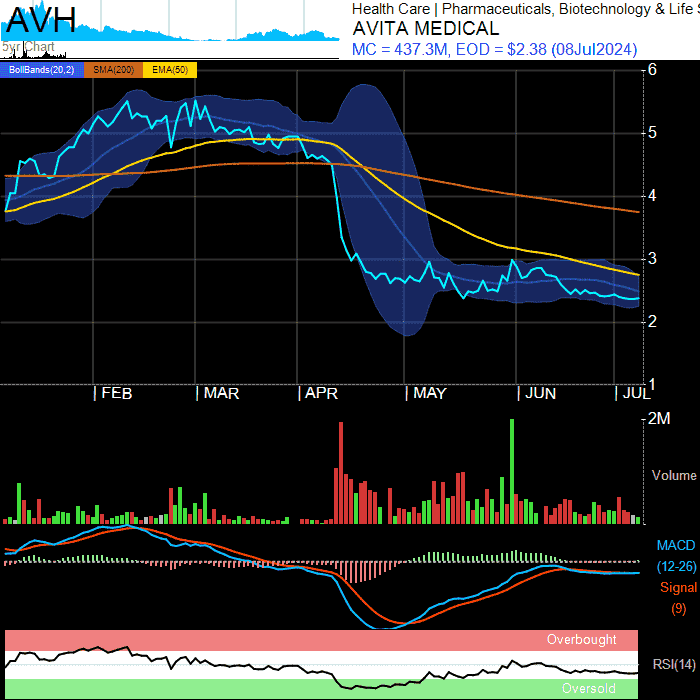 AVH
Health Care | Pharmaceuticals, Biotechnology & Life S
AVITA MEDICAL
5yr Chart
MC = 437.3M, EOD = $2.38 (08Jul2024)
BollBands(20,2) SMA(200) EMA(50)
6
5
4
3
2
1
| FEB | MAR | APR | MAY | JUN | JUL
2M
Volume
MACD
(12-26)
Signal
(9)
Overbought
RSI(14)
Oversold